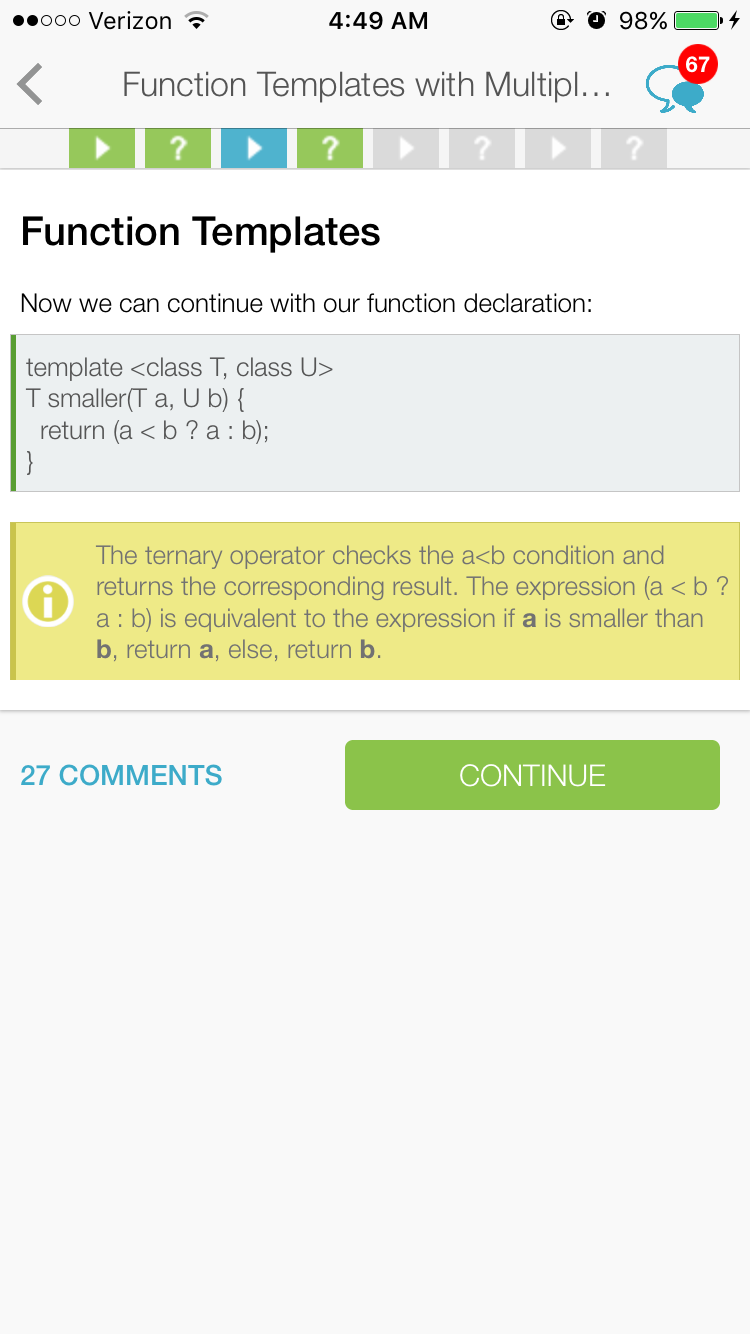 Verizon 4:49 AM 98%
Function Templates with Multipl... 67
? ? ? ?
Function Templates
Now we can continue with our function declaration:
template <class T, class U>
T smaller(T a, U b) {
return (a < b ? a : b);
}
The ternary operator checks the a<b condition and
returns the corresponding result. The expression (a < b ?
a : b) is equivalent to the expression if a is smaller than
b, return a, else, return b.
27 COMMENTS CONTINUE